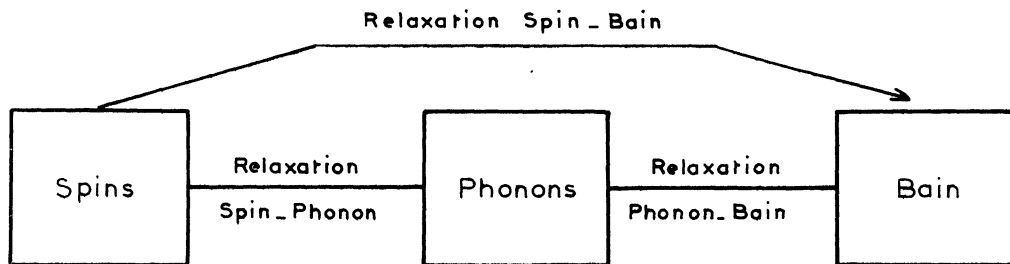 Relaxation Spin_Bain
Spins
Relaxation
Spin_Phonon
Phonons
Relaxation
Phonon_Bain
Bain